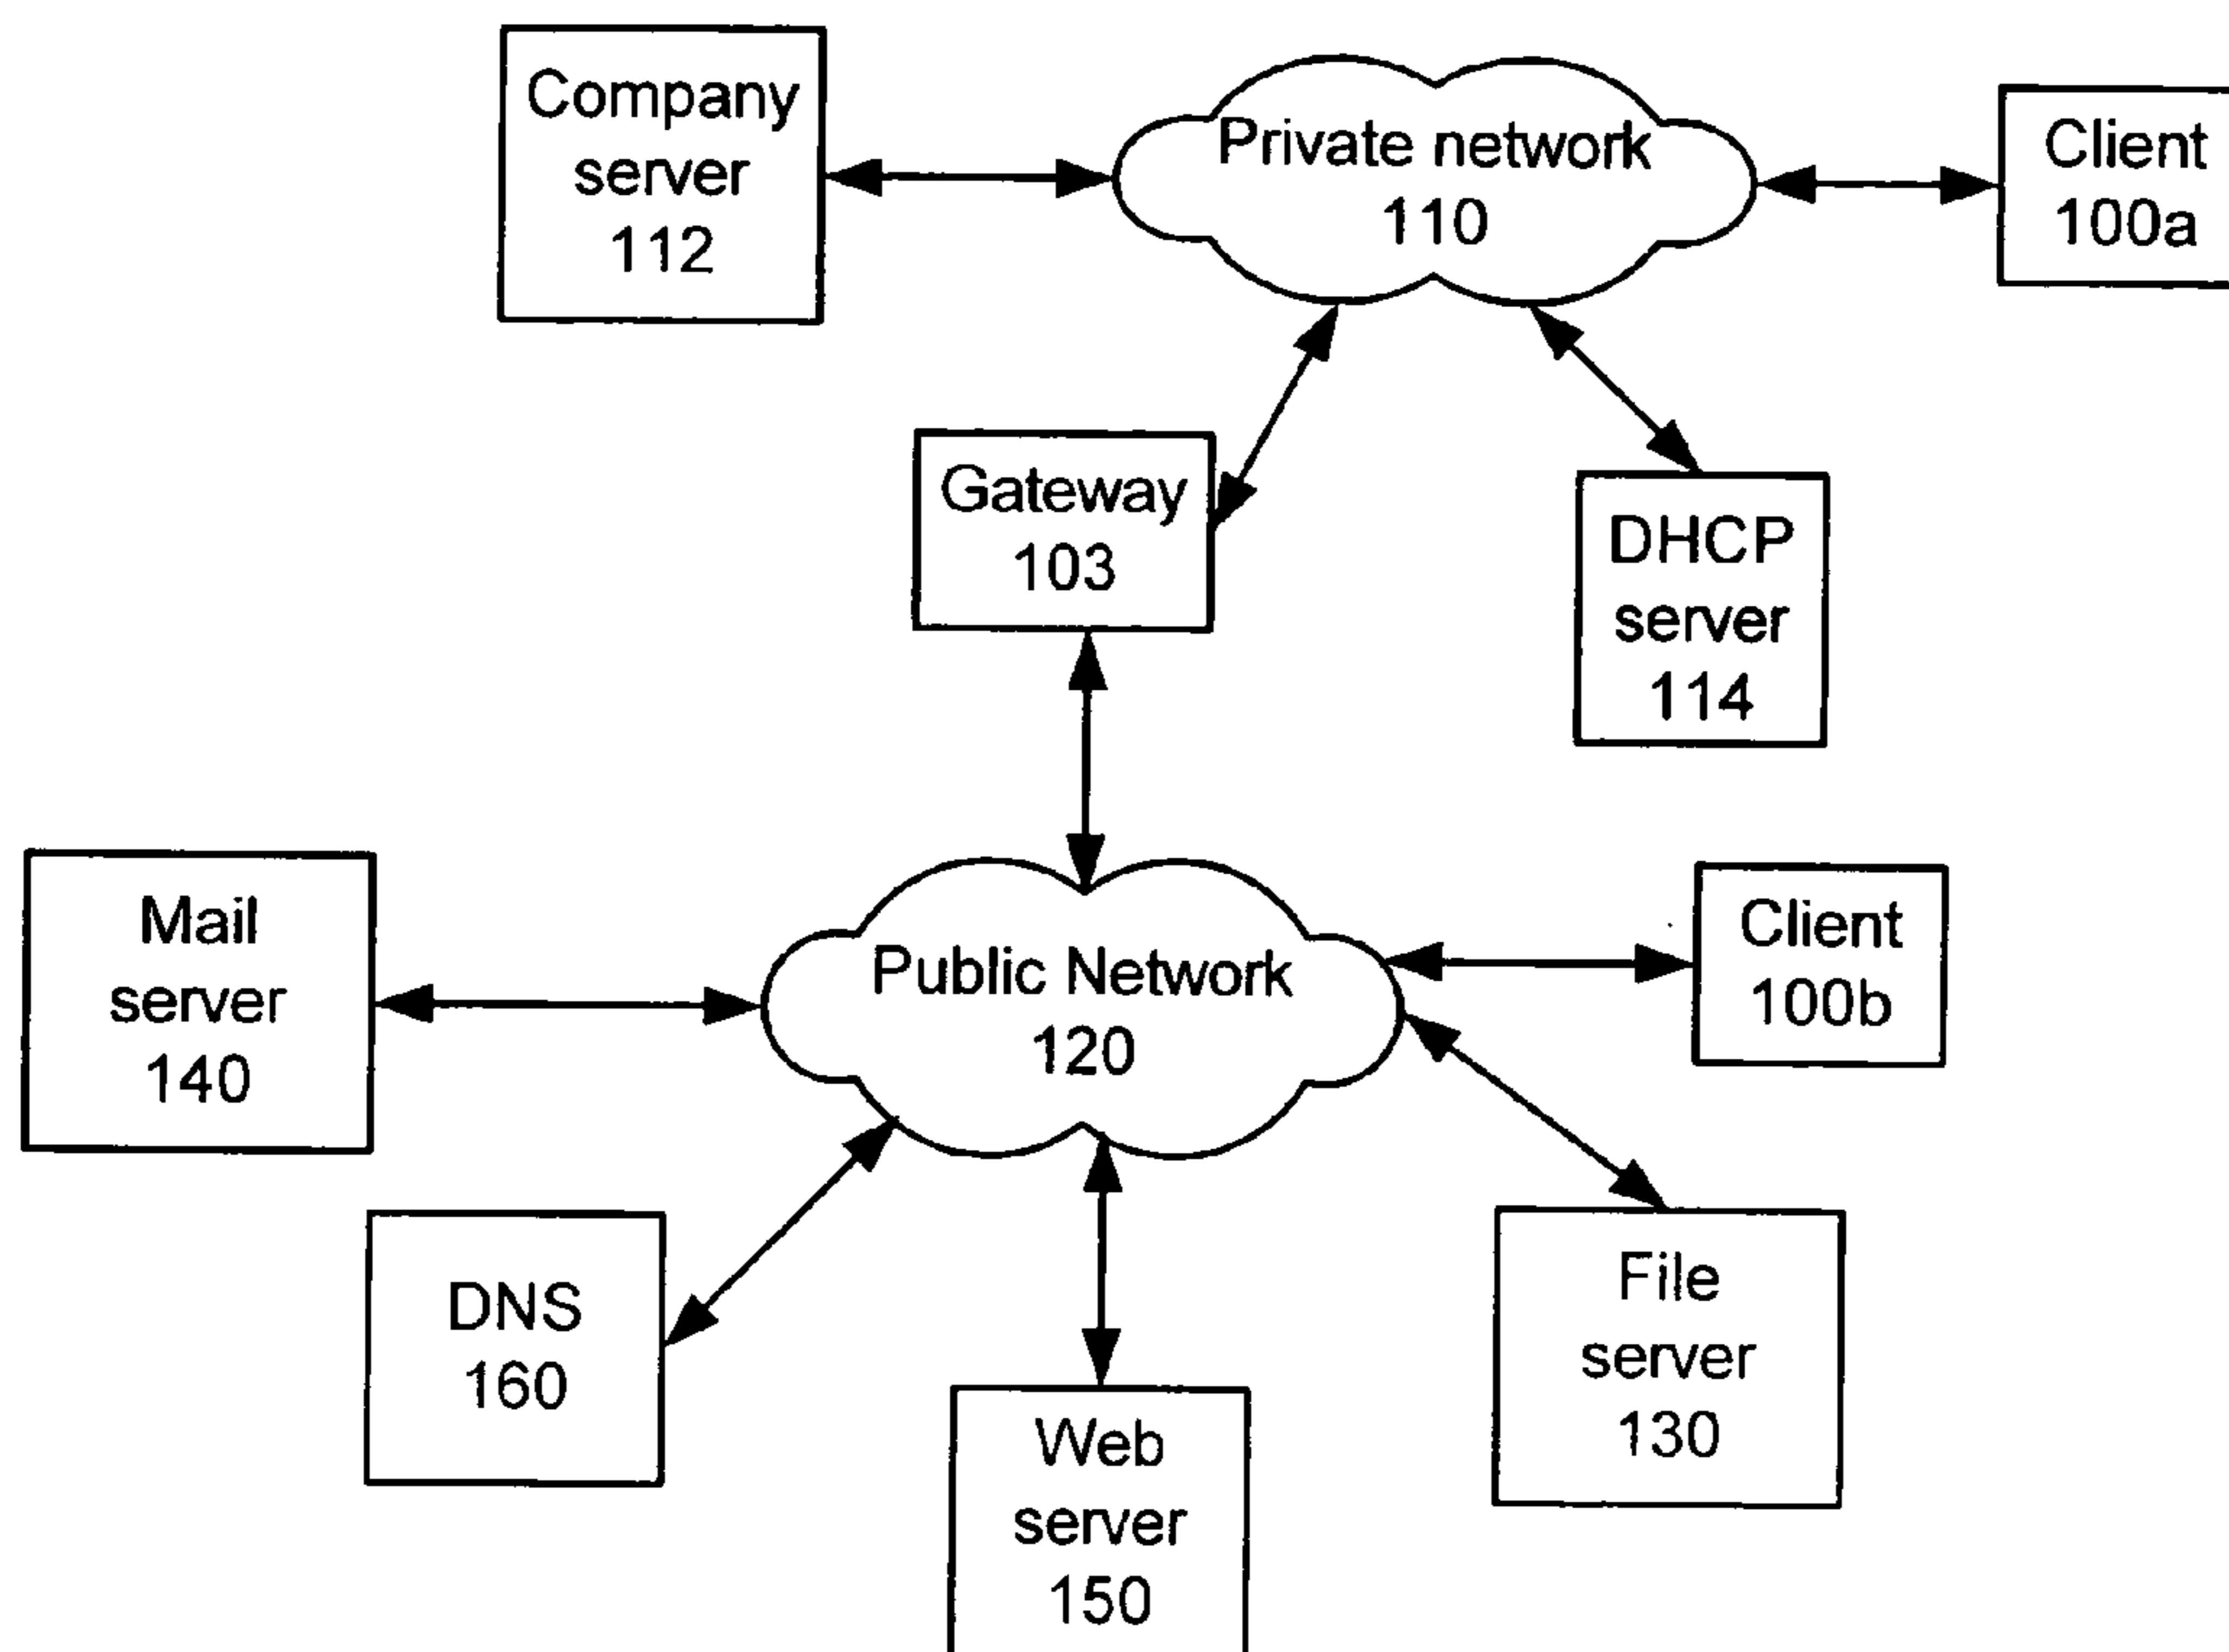 Company
server
112
Private network
110
Client
100a
Gateway
103
DHCP
server
114
Mail
server
140
Public Network
120
Client
100b
DNS
160
Web
server
150
File
server
130